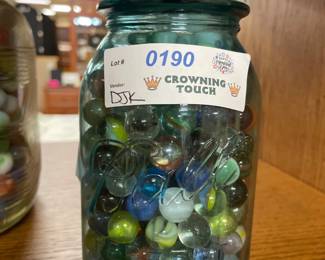 Lot #
0190
Vendor:
DJK
CROWNING
TOUCH